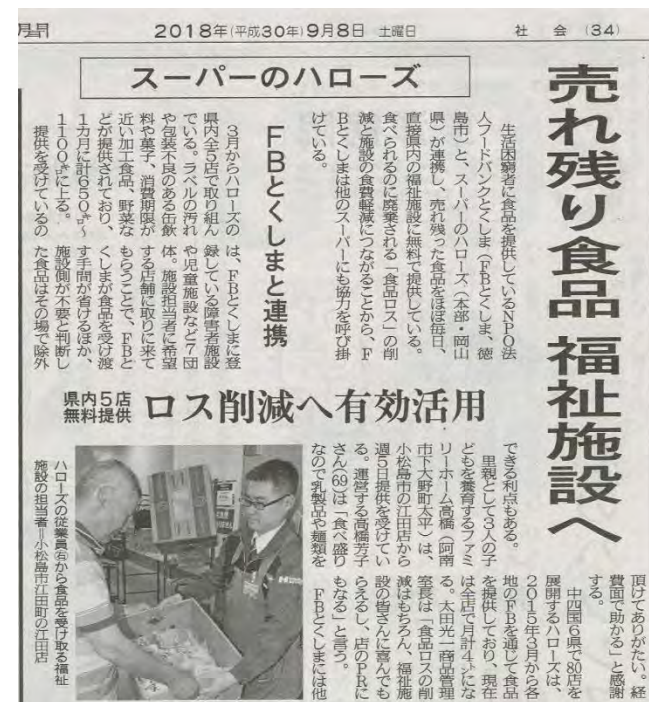 2018年(平成30年)9月8日 土曜日
社 会 (34)
売れ残り食品 福祉施設へ
スーパーのハローズ
FBとくしまと連携
県内5店
無料提供
ロス削減へ有効活用
生活困窮者に食品を提供しているNPO法
人フードバンクとくしま(FBとくしま、徳
島市)と、スーパーのハローズ(本部・岡山
県)が連携し、売れ残った食品をほぼ毎日、
直接県内の福祉施設に無料で提供している。
食べられるのに廃棄される「食品ロス」の削
減と施設の食費軽減につながることから、F
Bとくしまは他のスーパーにも協力を呼び掛
けている。
3月からハローズの
県内全5店で取り組ん
でいる。ラベルの汚れ
や包装不良のある缶飲
料や菓子、消費期限が
近い加工食品、野菜な
どが提供されており、
1カ月に計650㌔~
1100㌔に上る。
提供を受けているの
は、FBとくしまに登
録している障害者施設
や児童施設など7団
体。施設担当者に希望
する店舗に取りに来て
もらうことで、FBと
くしまが食品を受け渡
す手間が省けるほか、
施設側が不要と判断し
た食品はその場で除外
できる利点もある。
里親として3人の子
どもを養育するファミ
リーホーム高橋(阿南
市下大野町太平)は、
小松島市の江田店から
週5日提供を受けてい
る。運営する高橋芳子
さん(69)は「食べ盛り
なので乳製品や麺類を
頂けてありがたい。経
費面で助かる」と感謝
する。
中四国6県で80店を
展開するハローズは、
2015年3月から各
地のFBを通じて食品
を提供しており、現在
は全店で月計4㌧にな
る。太田光一商品管理
室長は「食品ロスの削
減はもちろん、福祉施
設の皆さんに喜んでも
らえるし、店のPRに
もなる」と言う。
FBとくしまには他
ハローズの従業員㊨から食品を受け取る福祉
施設の担当者=小松島市江田町の江田店